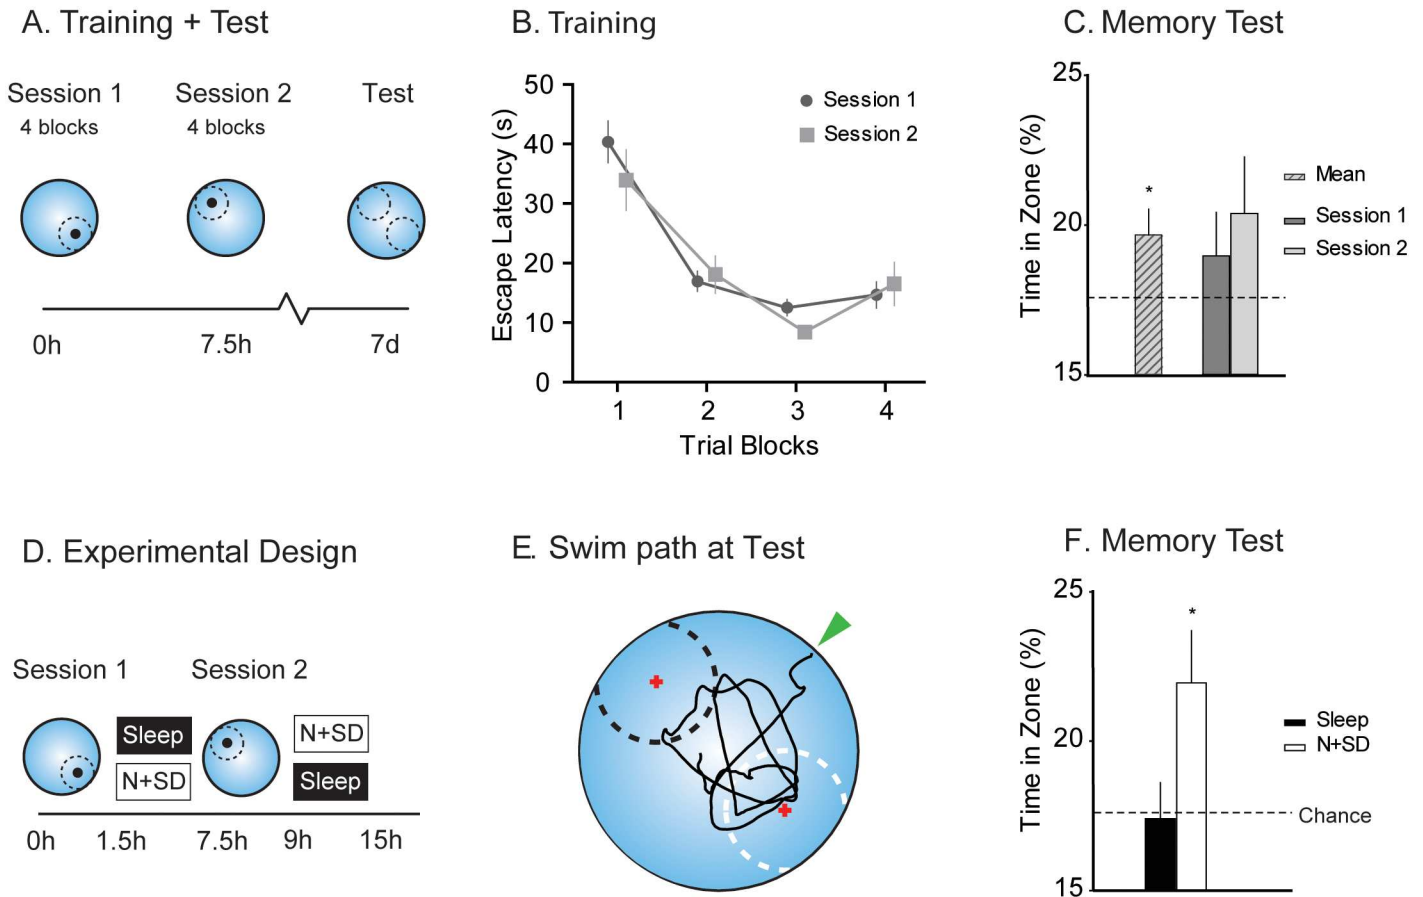 A. Training + Test
Session 1
4 blocks
Session 2
4 blocks
Test
0h
7.5h
7d
B. Training
Escape Latency (s)
50
40
30
20
10
0
1
2
3
4
Trial Blocks
Session 1
Session 2
C. Memory Test
Time in Zone (%)
25
20
15
*
Mean
Session 1
Session 2
D. Experimental Design
Session 1
Session 2
Sleep
N+SD
N+SD
Sleep
0h
1.5h
7.5h
9h
15h
E. Swim path at Test
F. Memory Test
Time in Zone (%)
25
20
15
*
Sleep
N+SD
Chance